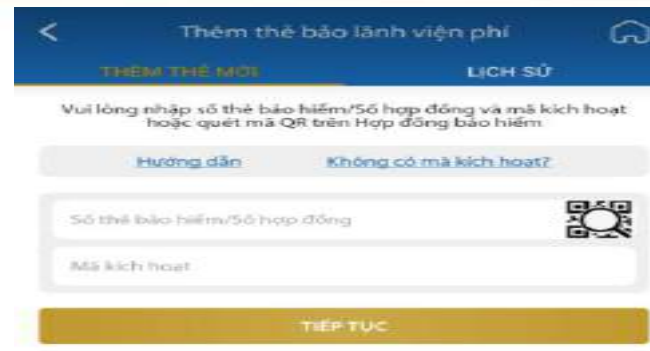 Thêm thẻ bảo lãnh viện phí
THÊM THẺ MỚI
LỊCH SỬ
Vui lòng nhập số thẻ bảo hiểm/Số hợp đồng và mã kích hoạt
hoặc quét mã QR trên Hợp đồng bảo hiểm
Hướng dẫn
Không có mã kích hoạt?
Số thẻ bảo hiểm/Số hợp đồng
Mã kích hoạt
TIẾP TỤC